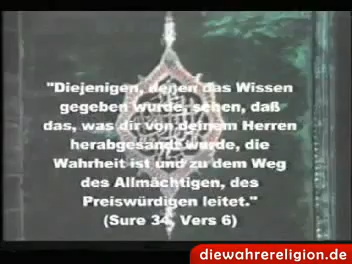 "Diejenigen, denen das Wissen
gegeben wurde, sehen, daß
das, was dir von deinem Herren
herabgesandt wurde, die
Wahrheit ist und zu dem Weg
des Allmächtigen, des
Preiswürdigen leitet."
(Sure 34, Vers 6)
diewahrereligion.de